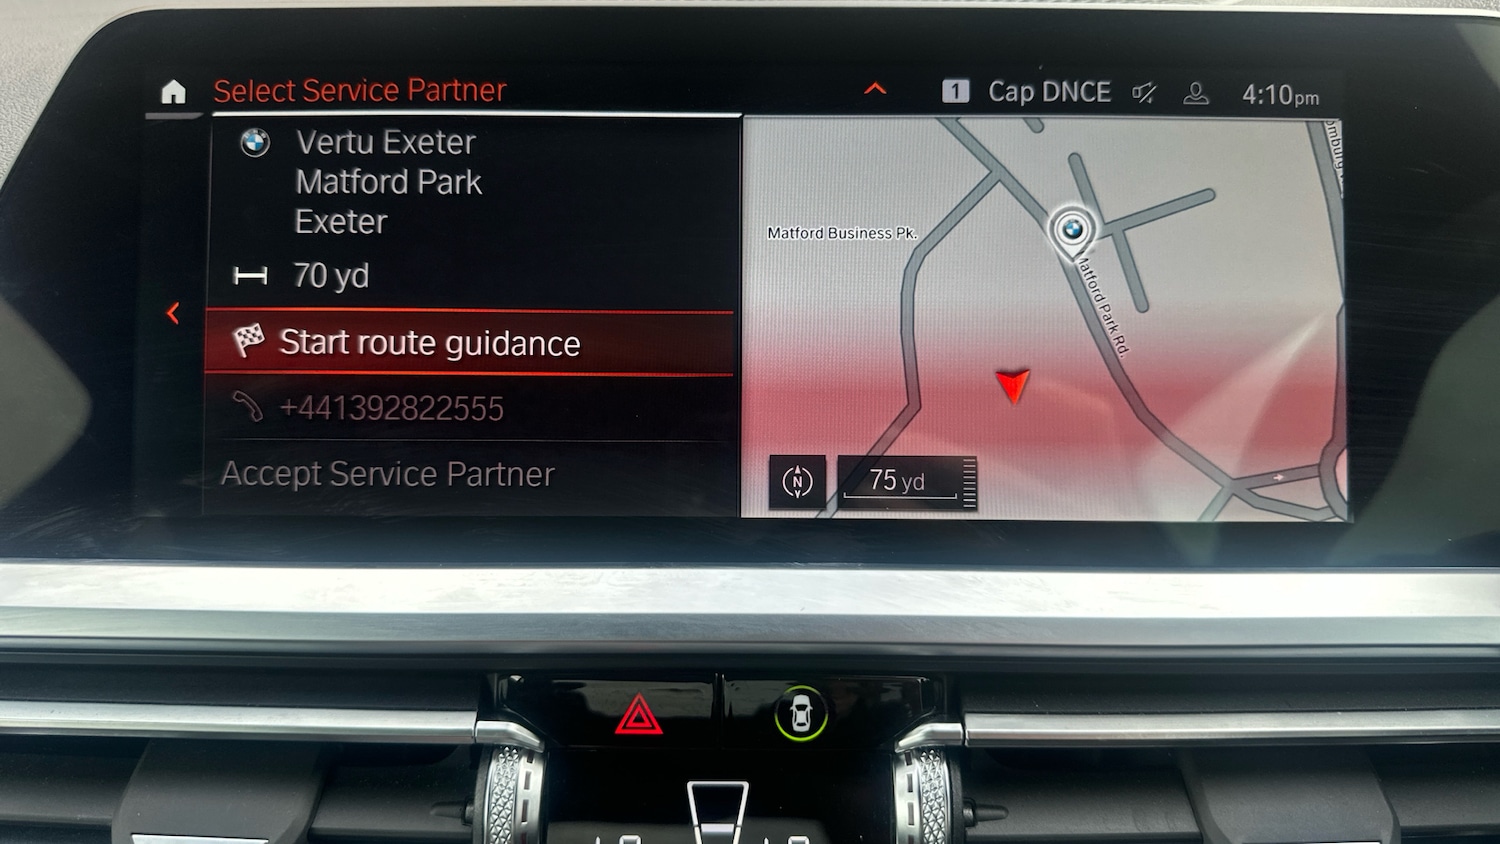 Select Service Partner
1 Cap DNCE 4:10pm
Vertu Exeter
Matford Park
Exeter
70 yd
Start route guidance
+441392822555
Accept Service Partner
Matford Business Pk.
Matford Park Rd.
N
75 yd